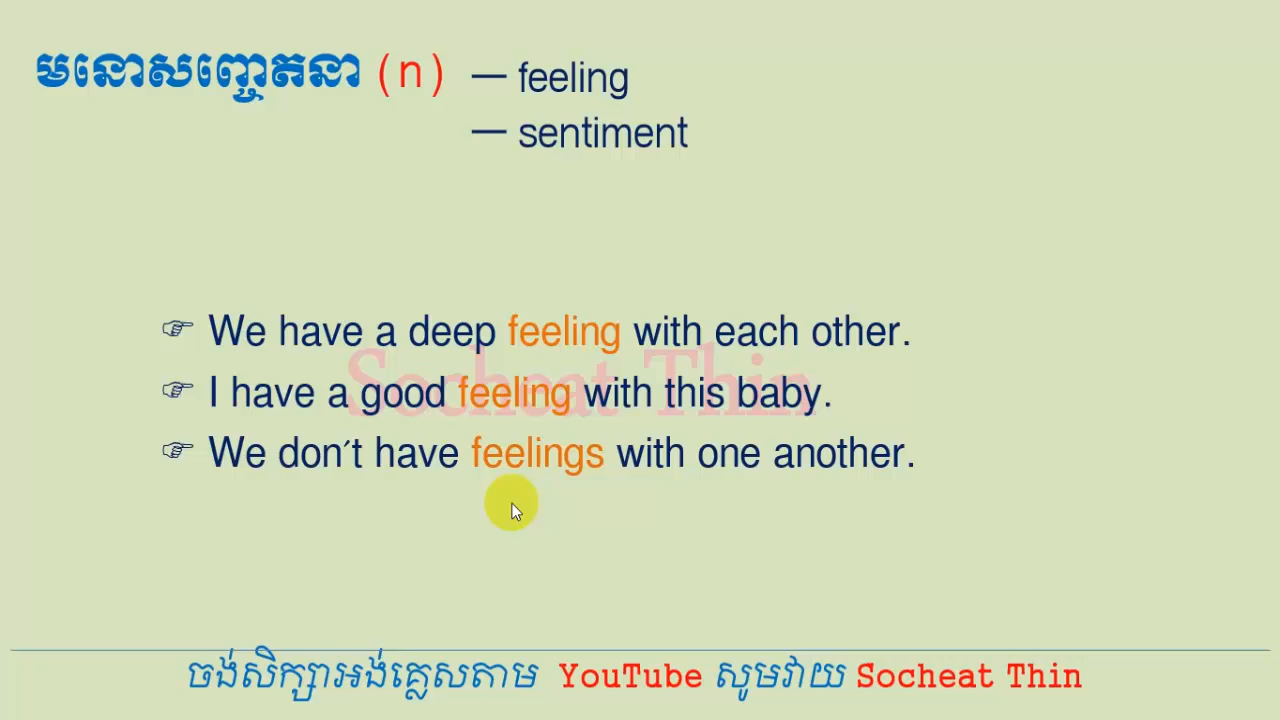 មនោសញ្ចេតនា (n) — feeling
— sentiment
☞ We have a deep feeling with each other.
Socheat Thin
☞ I have a good feeling with this baby.
☞ We don´t have feelings with one another.
ចង់សិក្សាអង់គ្លេសតាម YouTube សូមវាយ Socheat Thin